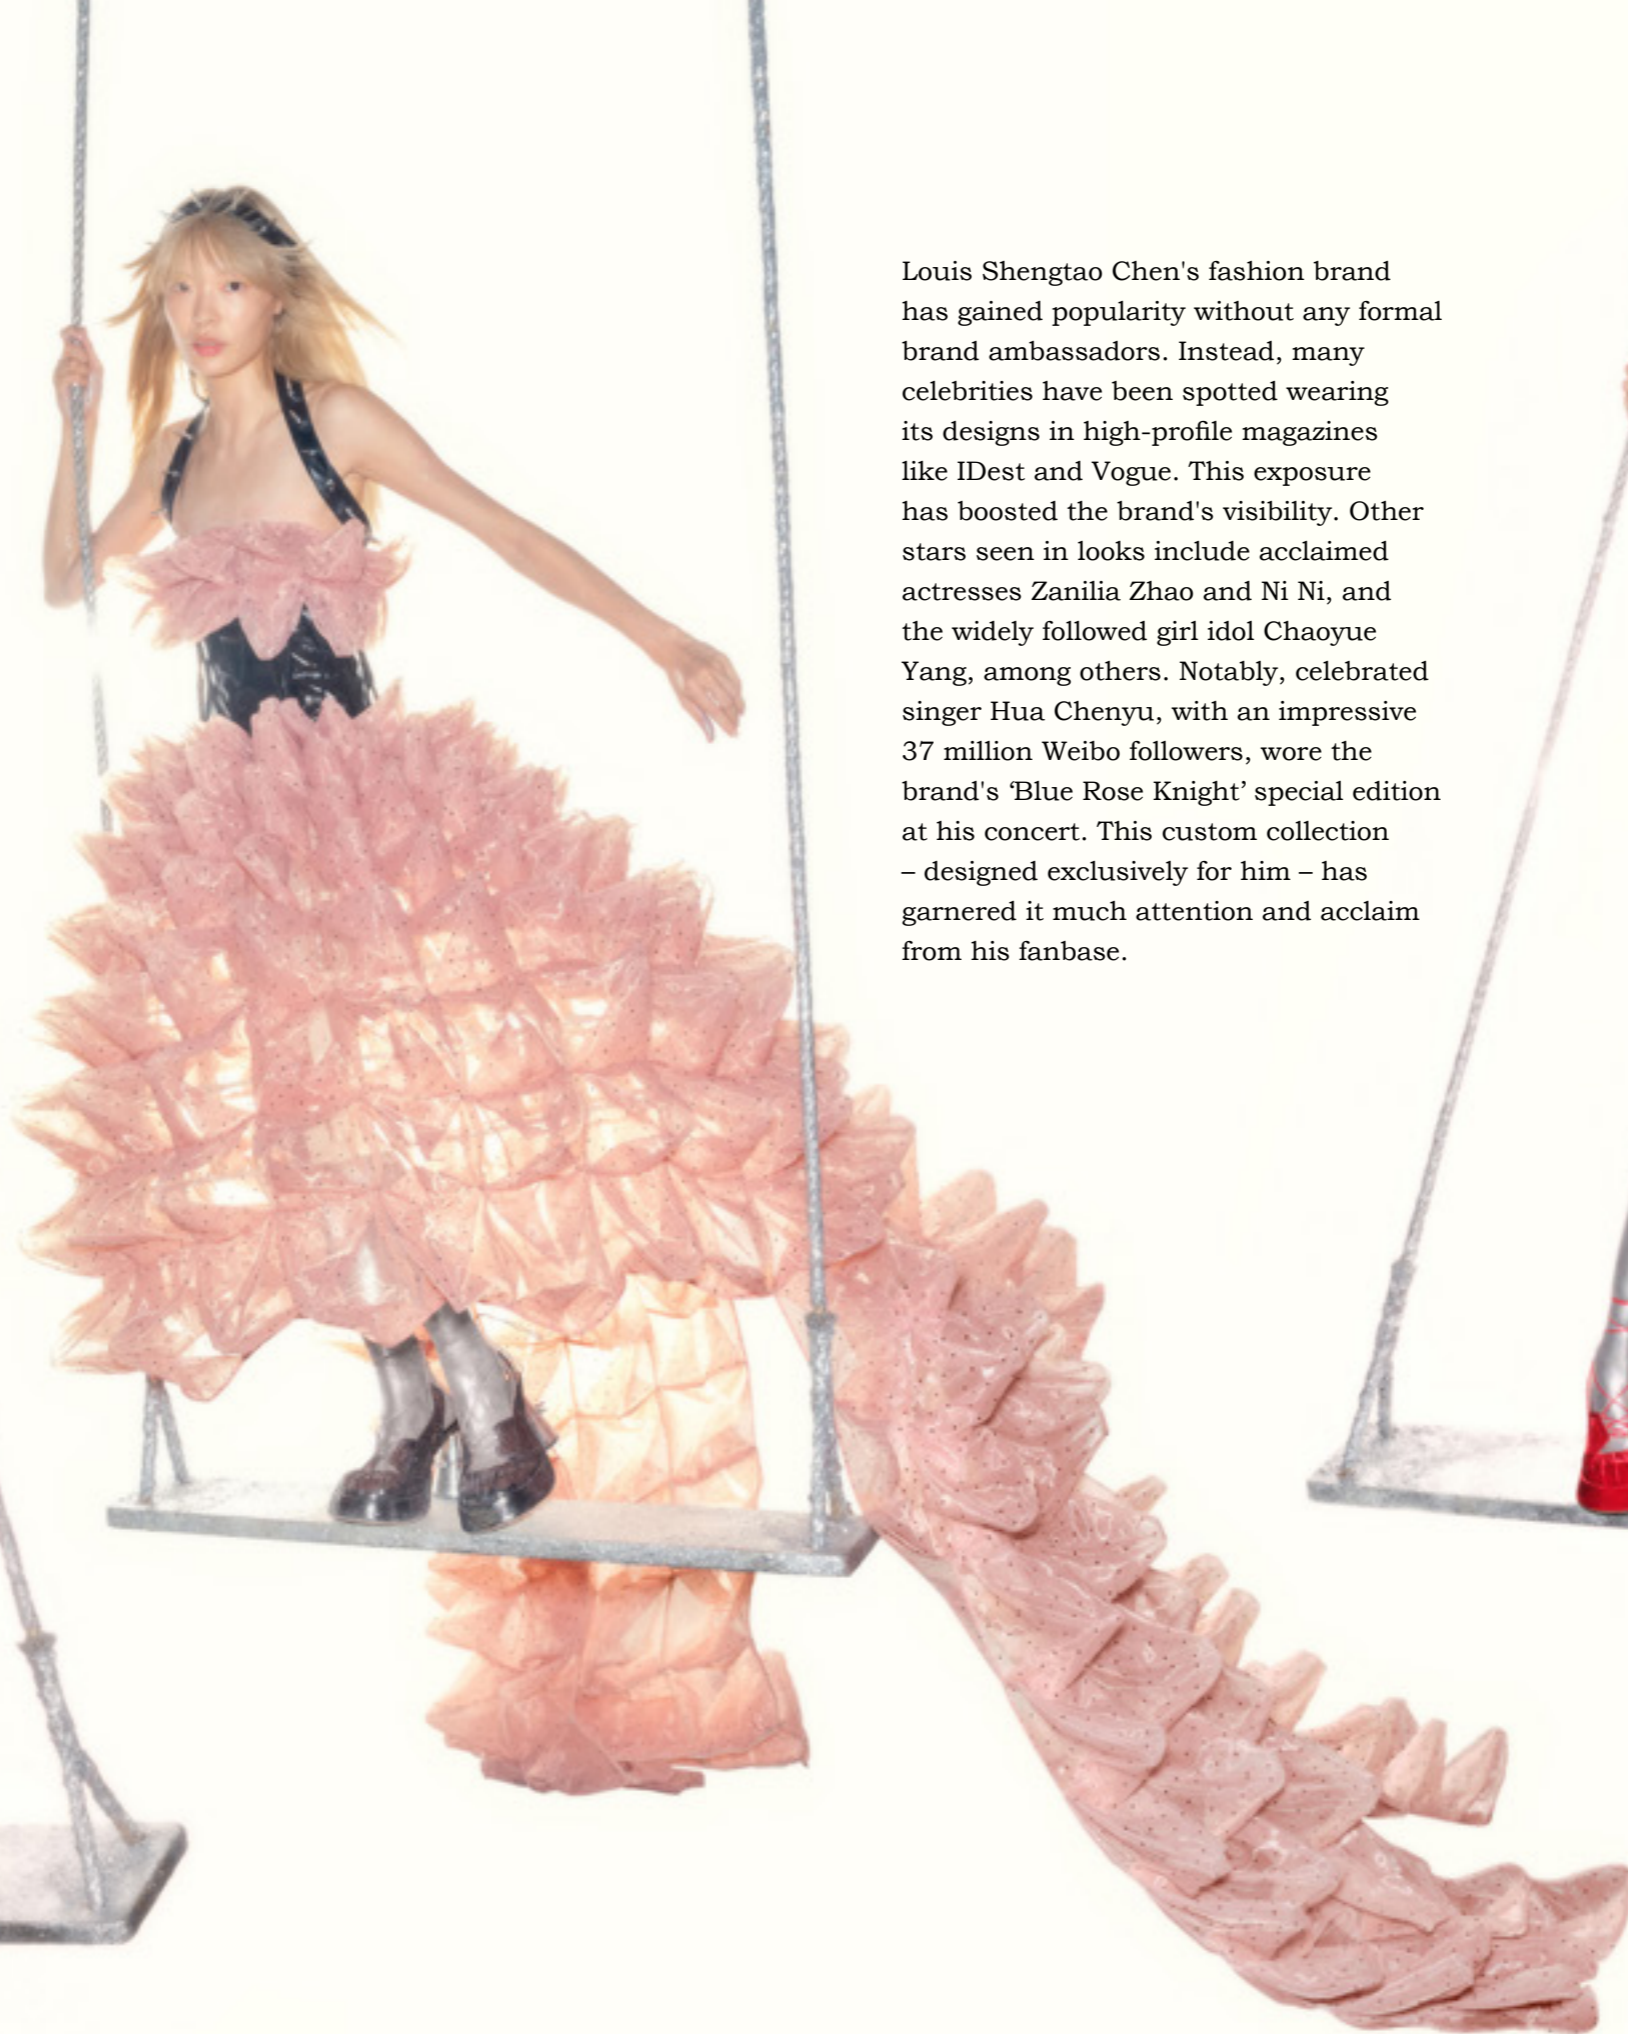 Louis Shengtao Chen's fashion brand
has gained popularity without any formal
brand ambassadors. Instead, many
celebrities have been spotted wearing
its designs in high-profile magazines
like IDest and Vogue. This exposure
has boosted the brand's visibility. Other
stars seen in looks include acclaimed
actresses Zanilia Zhao and Ni Ni, and
the widely followed girl idol Chaoyue
Yang, among others. Notably, celebrated
singer Hua Chenyu, with an impressive
37 million Weibo followers, wore the
brand's ‘Blue Rose Knight’ special edition
at his concert. This custom collection
– designed exclusively for him – has
garnered it much attention and acclaim
from his fanbase.